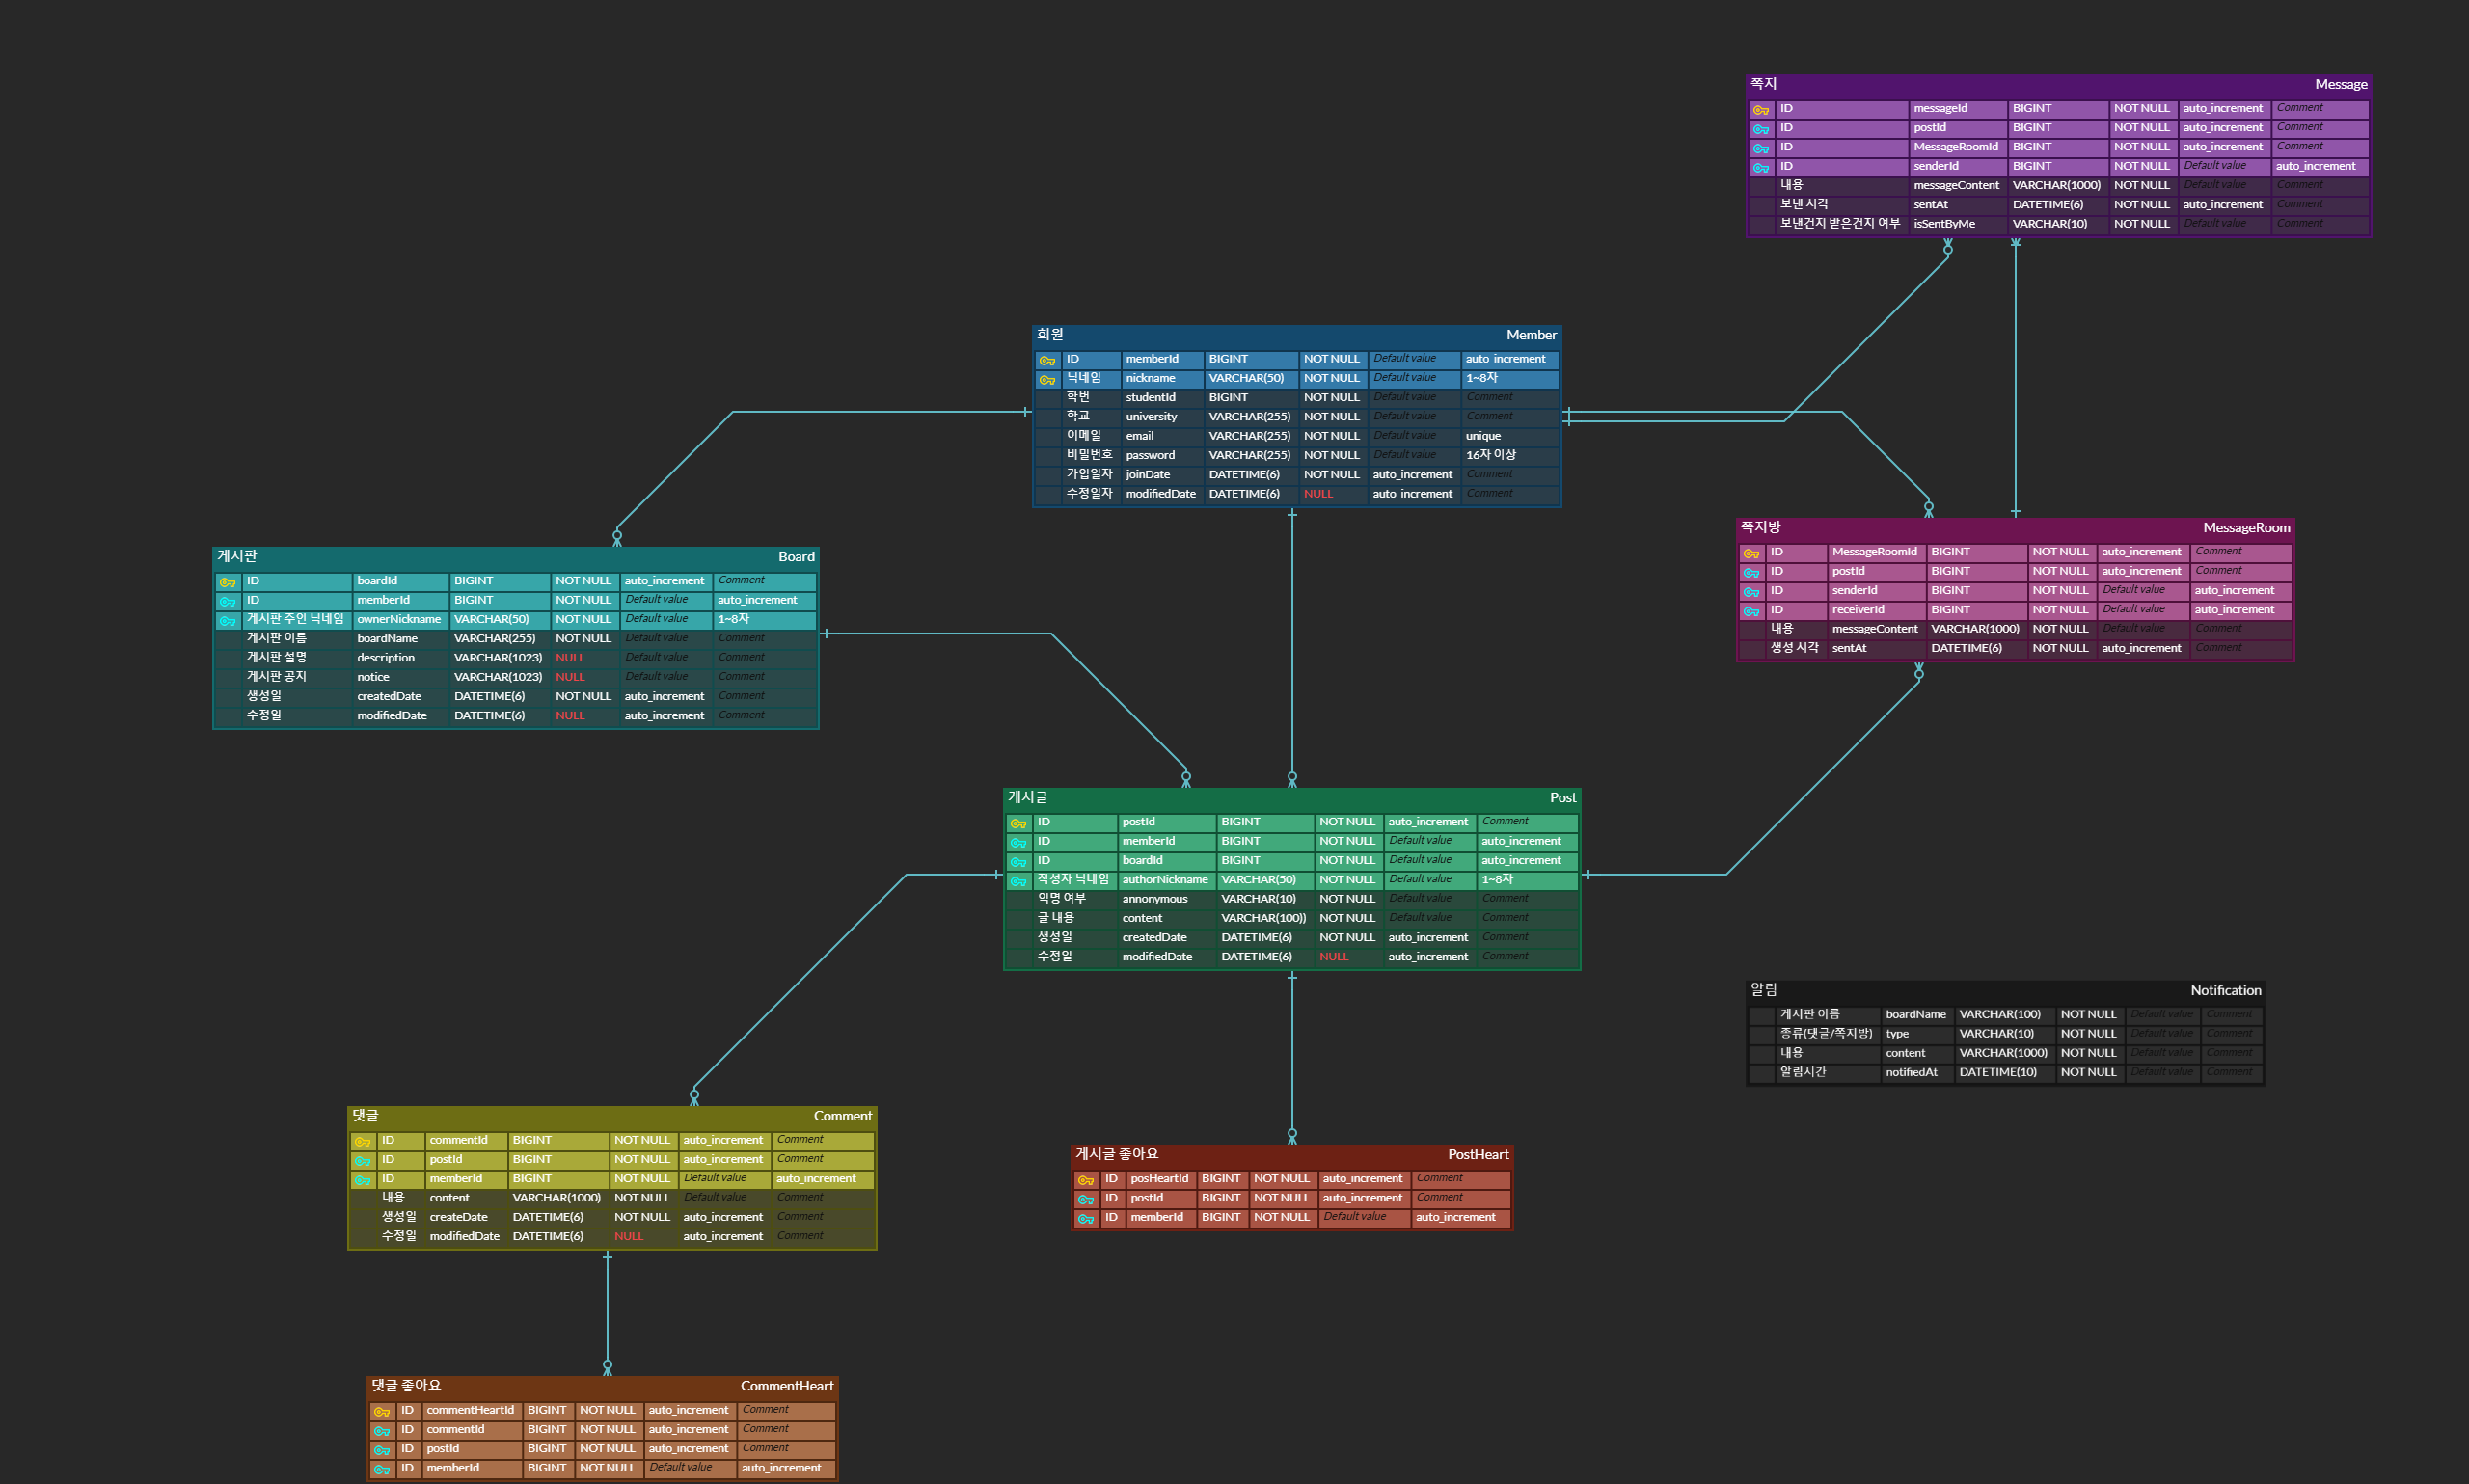 쪽지 Message
ID messageId BIGINT NOT NULL auto_increment Comment
ID postId BIGINT NOT NULL auto_increment Comment
ID MessageRoomId BIGINT NOT NULL auto_increment Comment
ID senderId BIGINT NOT NULL Default value auto_increment
내용 messageContent VARCHAR(1000) NOT NULL Default value Comment
보낸 시각 sentAt DATETIME(6) NOT NULL auto_increment Comment
보낸건지 받은건지 여부 isSentByMe VARCHAR(10) NOT NULL Default value Comment
회원 Member
ID memberId BIGINT NOT NULL Default value auto_increment
닉네임 nickname VARCHAR(50) NOT NULL Default value 1~8자
학번 studentId BIGINT NOT NULL Default value Comment
학교 university VARCHAR(255) NOT NULL Default value Comment
이메일 email VARCHAR(255) NOT NULL Default value unique
비밀번호 password VARCHAR(255) NOT NULL Default value 16자 이상
가입일자 joinDate DATETIME(6) NOT NULL auto_increment Comment
수정일자 modifiedDate DATETIME(6) NULL auto_increment Comment
쪽지방 MessageRoom
ID MessageRoomId BIGINT NOT NULL auto_increment Comment
ID postId BIGINT NOT NULL auto_increment Comment
ID senderId BIGINT NOT NULL Default value auto_increment
ID receiverId BIGINT NOT NULL Default value auto_increment
내용 messageContent VARCHAR(1000) NOT NULL Default value Comment
생성 시각 sentAt DATETIME(6) NOT NULL auto_increment Comment
게시판 Board
ID boardId BIGINT NOT NULL auto_increment Comment
ID memberId BIGINT NOT NULL Default value auto_increment
게시판 주인 닉네임 ownerNickname VARCHAR(50) NOT NULL Default value 1~8자
게시판 이름 boardName VARCHAR(255) NOT NULL Default value Comment
게시판 설명 description VARCHAR(1023) NULL Default value Comment
게시판 공지 notice VARCHAR(1023) NULL Default value Comment
생성일 createdDate DATETIME(6) NOT NULL auto_increment Comment
수정일 modifiedDate DATETIME(6) NULL auto_increment Comment
게시글 Post
ID postId BIGINT NOT NULL auto_increment Comment
ID memberId BIGINT NOT NULL Default value auto_increment
ID boardId BIGINT NOT NULL Default value auto_increment
작성자 닉네임 authorNickname VARCHAR(50) NOT NULL Default value 1~8자
익명 여부 annonymous VARCHAR(10) NOT NULL Default value Comment
글 내용 content VARCHAR(100)) NOT NULL Default value Comment
생성일 createdDate DATETIME(6) NOT NULL auto_increment Comment
수정일 modifiedDate DATETIME(6) NULL auto_increment Comment
알림 Notification
게시판 이름 boardName VARCHAR(100) NOT NULL Default value Comment
종류(댓글/쪽지방) type VARCHAR(10) NOT NULL Default value Comment
내용 content VARCHAR(1000) NOT NULL Default value Comment
알림시간 notifiedAt DATETIME(10) NOT NULL Default value Comment
댓글 Comment
ID commentId BIGINT NOT NULL auto_increment Comment
ID postId BIGINT NOT NULL auto_increment Comment
ID memberId BIGINT NOT NULL Default value auto_increment
내용 content VARCHAR(1000) NOT NULL Default value Comment
생성일 createDate DATETIME(6) NOT NULL auto_increment Comment
수정일 modifiedDate DATETIME(6) NULL auto_increment Comment
게시글 좋아요 PostHeart
ID posHeartId BIGINT NOT NULL auto_increment Comment
ID postId BIGINT NOT NULL auto_increment Comment
ID memberId BIGINT NOT NULL Default value auto_increment
댓글 좋아요 CommentHeart
ID commentHeartId BIGINT NOT NULL auto_increment Comment
ID commentId BIGINT NOT NULL auto_increment Comment
ID postId BIGINT NOT NULL auto_increment Comment
ID memberId BIGINT NOT NULL Default value auto_increment